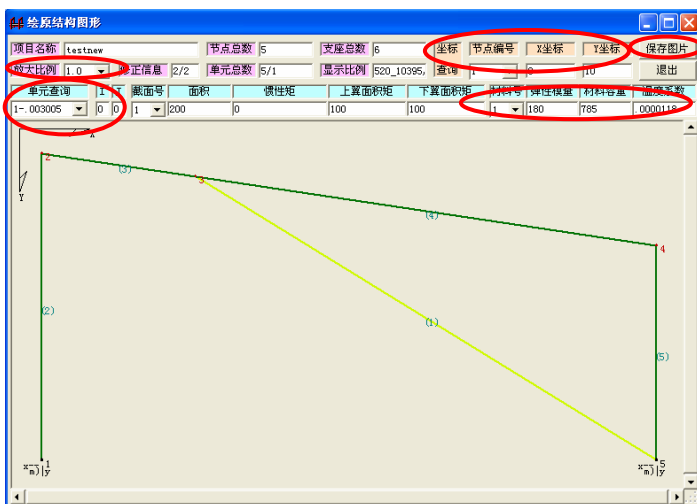 绘原结构图形
项目名称 testnew 节点总数 5 支座总数 6 坐标 节点编号 X坐标 Y坐标 保存图片
放大比例 1.0 修正信息 2/2 单元总数 5/1 显示比例 520_10395, 查询 1 0 10 退出
单元查询 I J 截面号 面积 惯性矩 上翼面积矩 下翼面积矩 材料号 弹性模量 材料容重 温度系数
1-.003005 0 0 1 200 0 100 100 1 180 785 .0000118
X
Y
2
(3)
3
(4)
4
(2)
(1)
(5)
1
5